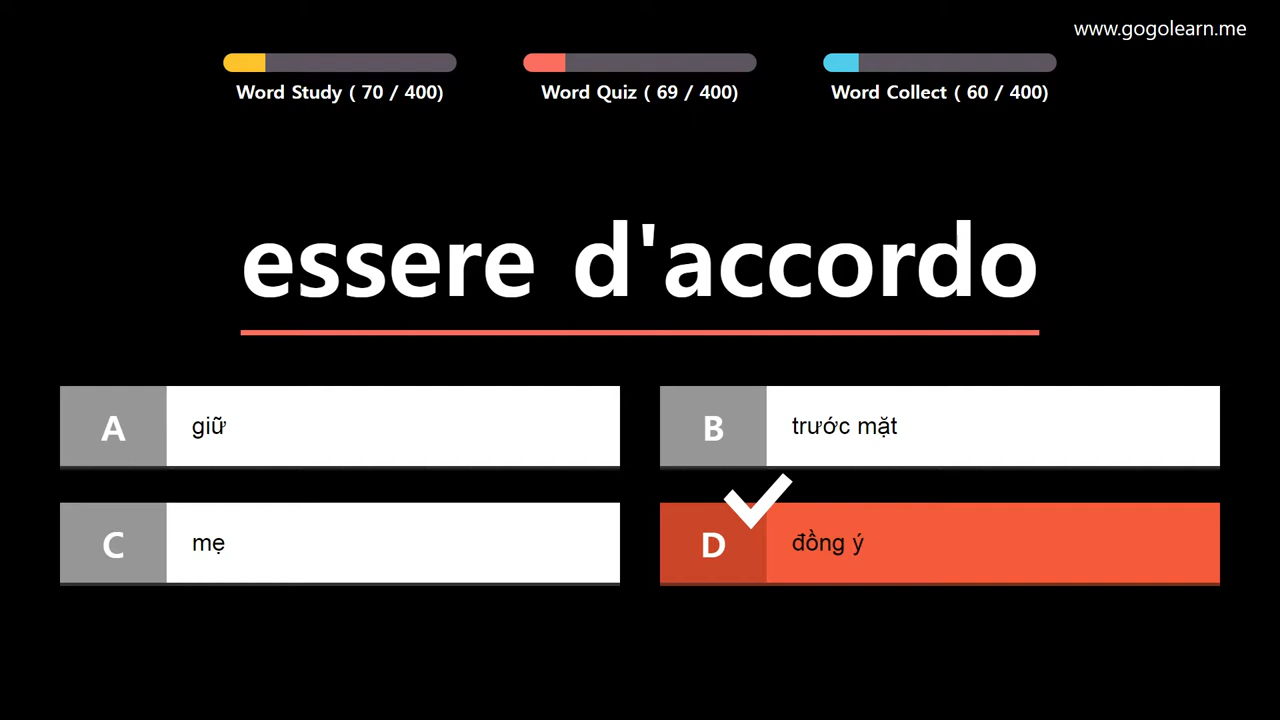 www.gogolearn.me
Word Study ( 70 / 400)
Word Quiz ( 69 / 400)
Word Collect ( 60 / 400)
essere d'accordo
A giữ
B trước mặt
C mẹ
D đồng ý